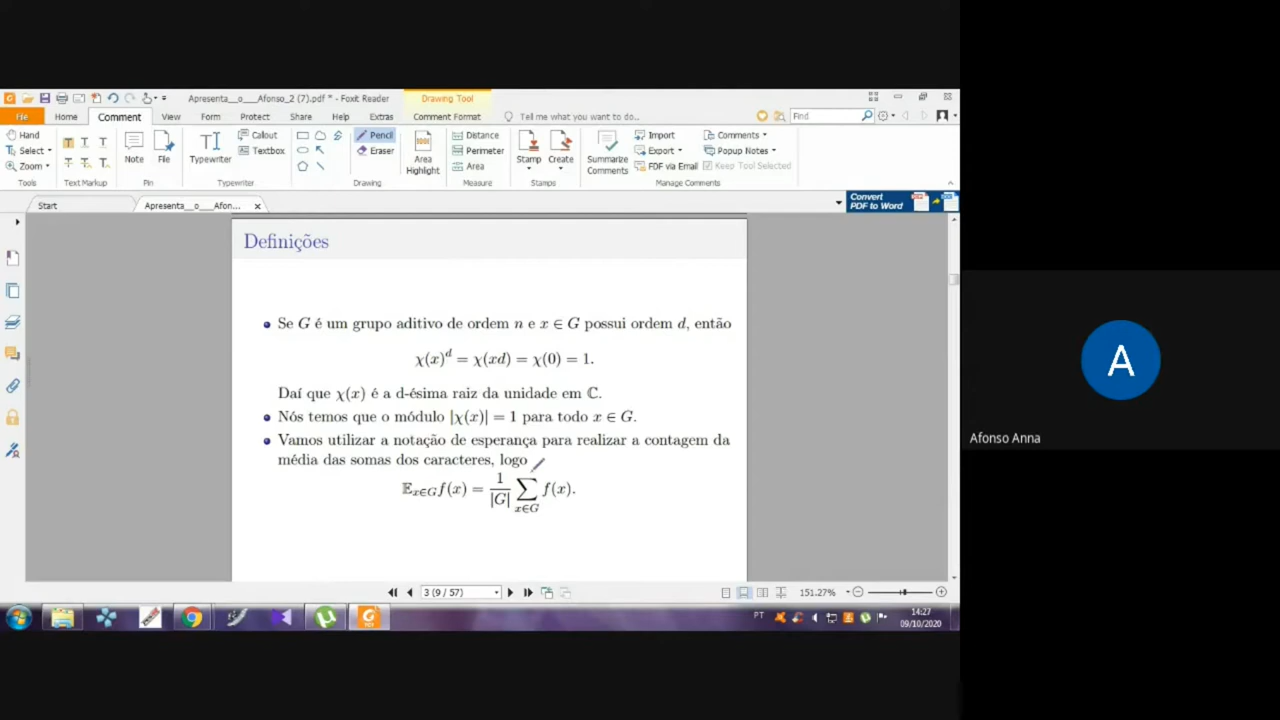 Apresenta__o___Afonso_2 (7).pdf * - Foxit Reader
Drawing Tool
File Home Comment View Form Protect Share Help Extras Comment Format Tell me what you want to do... Find
Hand
Select
Zoom
Tools
Text Markup
Note
File
Pin
Typewriter
Callout
Textbox
Typewriter
Pencil
Eraser
Drawing
Area Highlight
Distance
Perimeter
Area
Measure
Stamp
Create
Stamps
Summarize Comments
Import
Export
FDF via Email
Comments
Popup Notes
Keep Tool Selected
Manage Comments
Start
Apresenta__o___Afon...
Convert
PDF to Word
Definições
Se G é um grupo aditivo de ordem n e x ∈ G possui ordem d, então
χ(x)^d = χ(xd) = χ(0) = 1.
Daí que χ(x) é a d-ésima raiz da unidade em ℂ.
Nós temos que o módulo |χ(x)| = 1 para todo x ∈ G.
Vamos utilizar a notação de esperança para realizar a contagem da
média das somas dos caracteres, logo
𝔼_{x∈G} f(x) = 1/|G| ∑_{x∈G} f(x).
3 (9 / 57)
151.27%
PT
14:27
09/10/2020
A
Afonso Anna